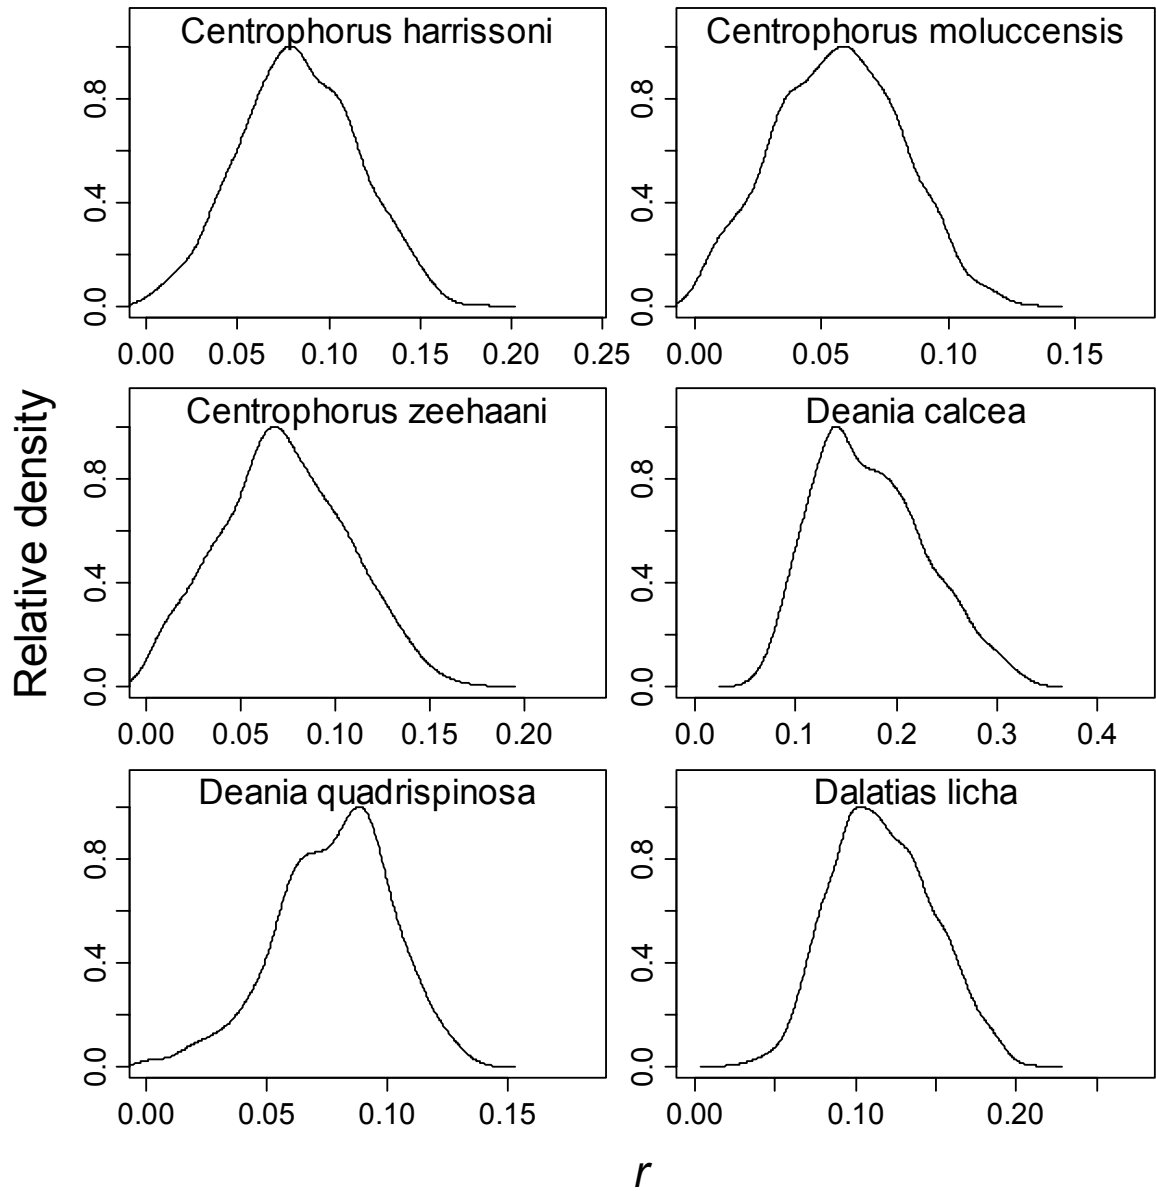 Centrophorus harrissoni
0.8
0.4
0.0
0.00 0.05 0.10 0.15 0.20 0.25
Centrophorus moluccensis
0.8
0.4
0.0
0.00 0.05 0.10 0.15
Relative density
Centrophorus zeehaani
0.8
0.4
0.0
0.00 0.05 0.10 0.15 0.20
Deania calcea
0.8
0.4
0.0
0.0 0.1 0.2 0.3 0.4
Deania quadrispinosa
0.8
0.4
0.0
0.00 0.05 0.10 0.15
Dalatias licha
0.8
0.4
0.0
0.00 0.10 0.20
r